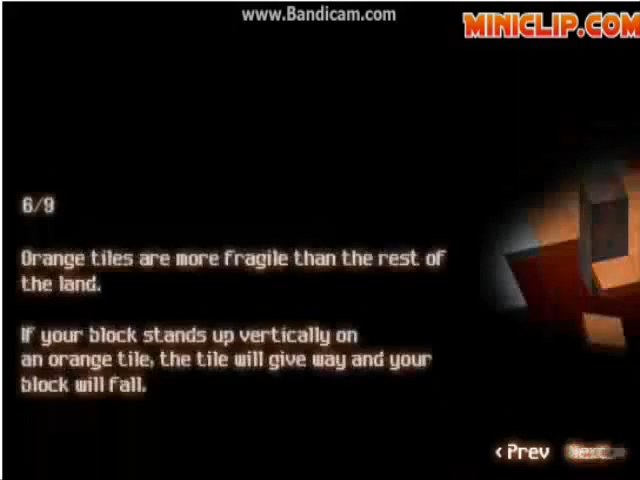 www.Bandicam.com
MINICLIP.COM
6/9
Orange tiles are more fragile than the rest of
the land.
If your block stands up vertically on
an orange tile, the tile will give way and your
block will fall.
‹ Prev Next